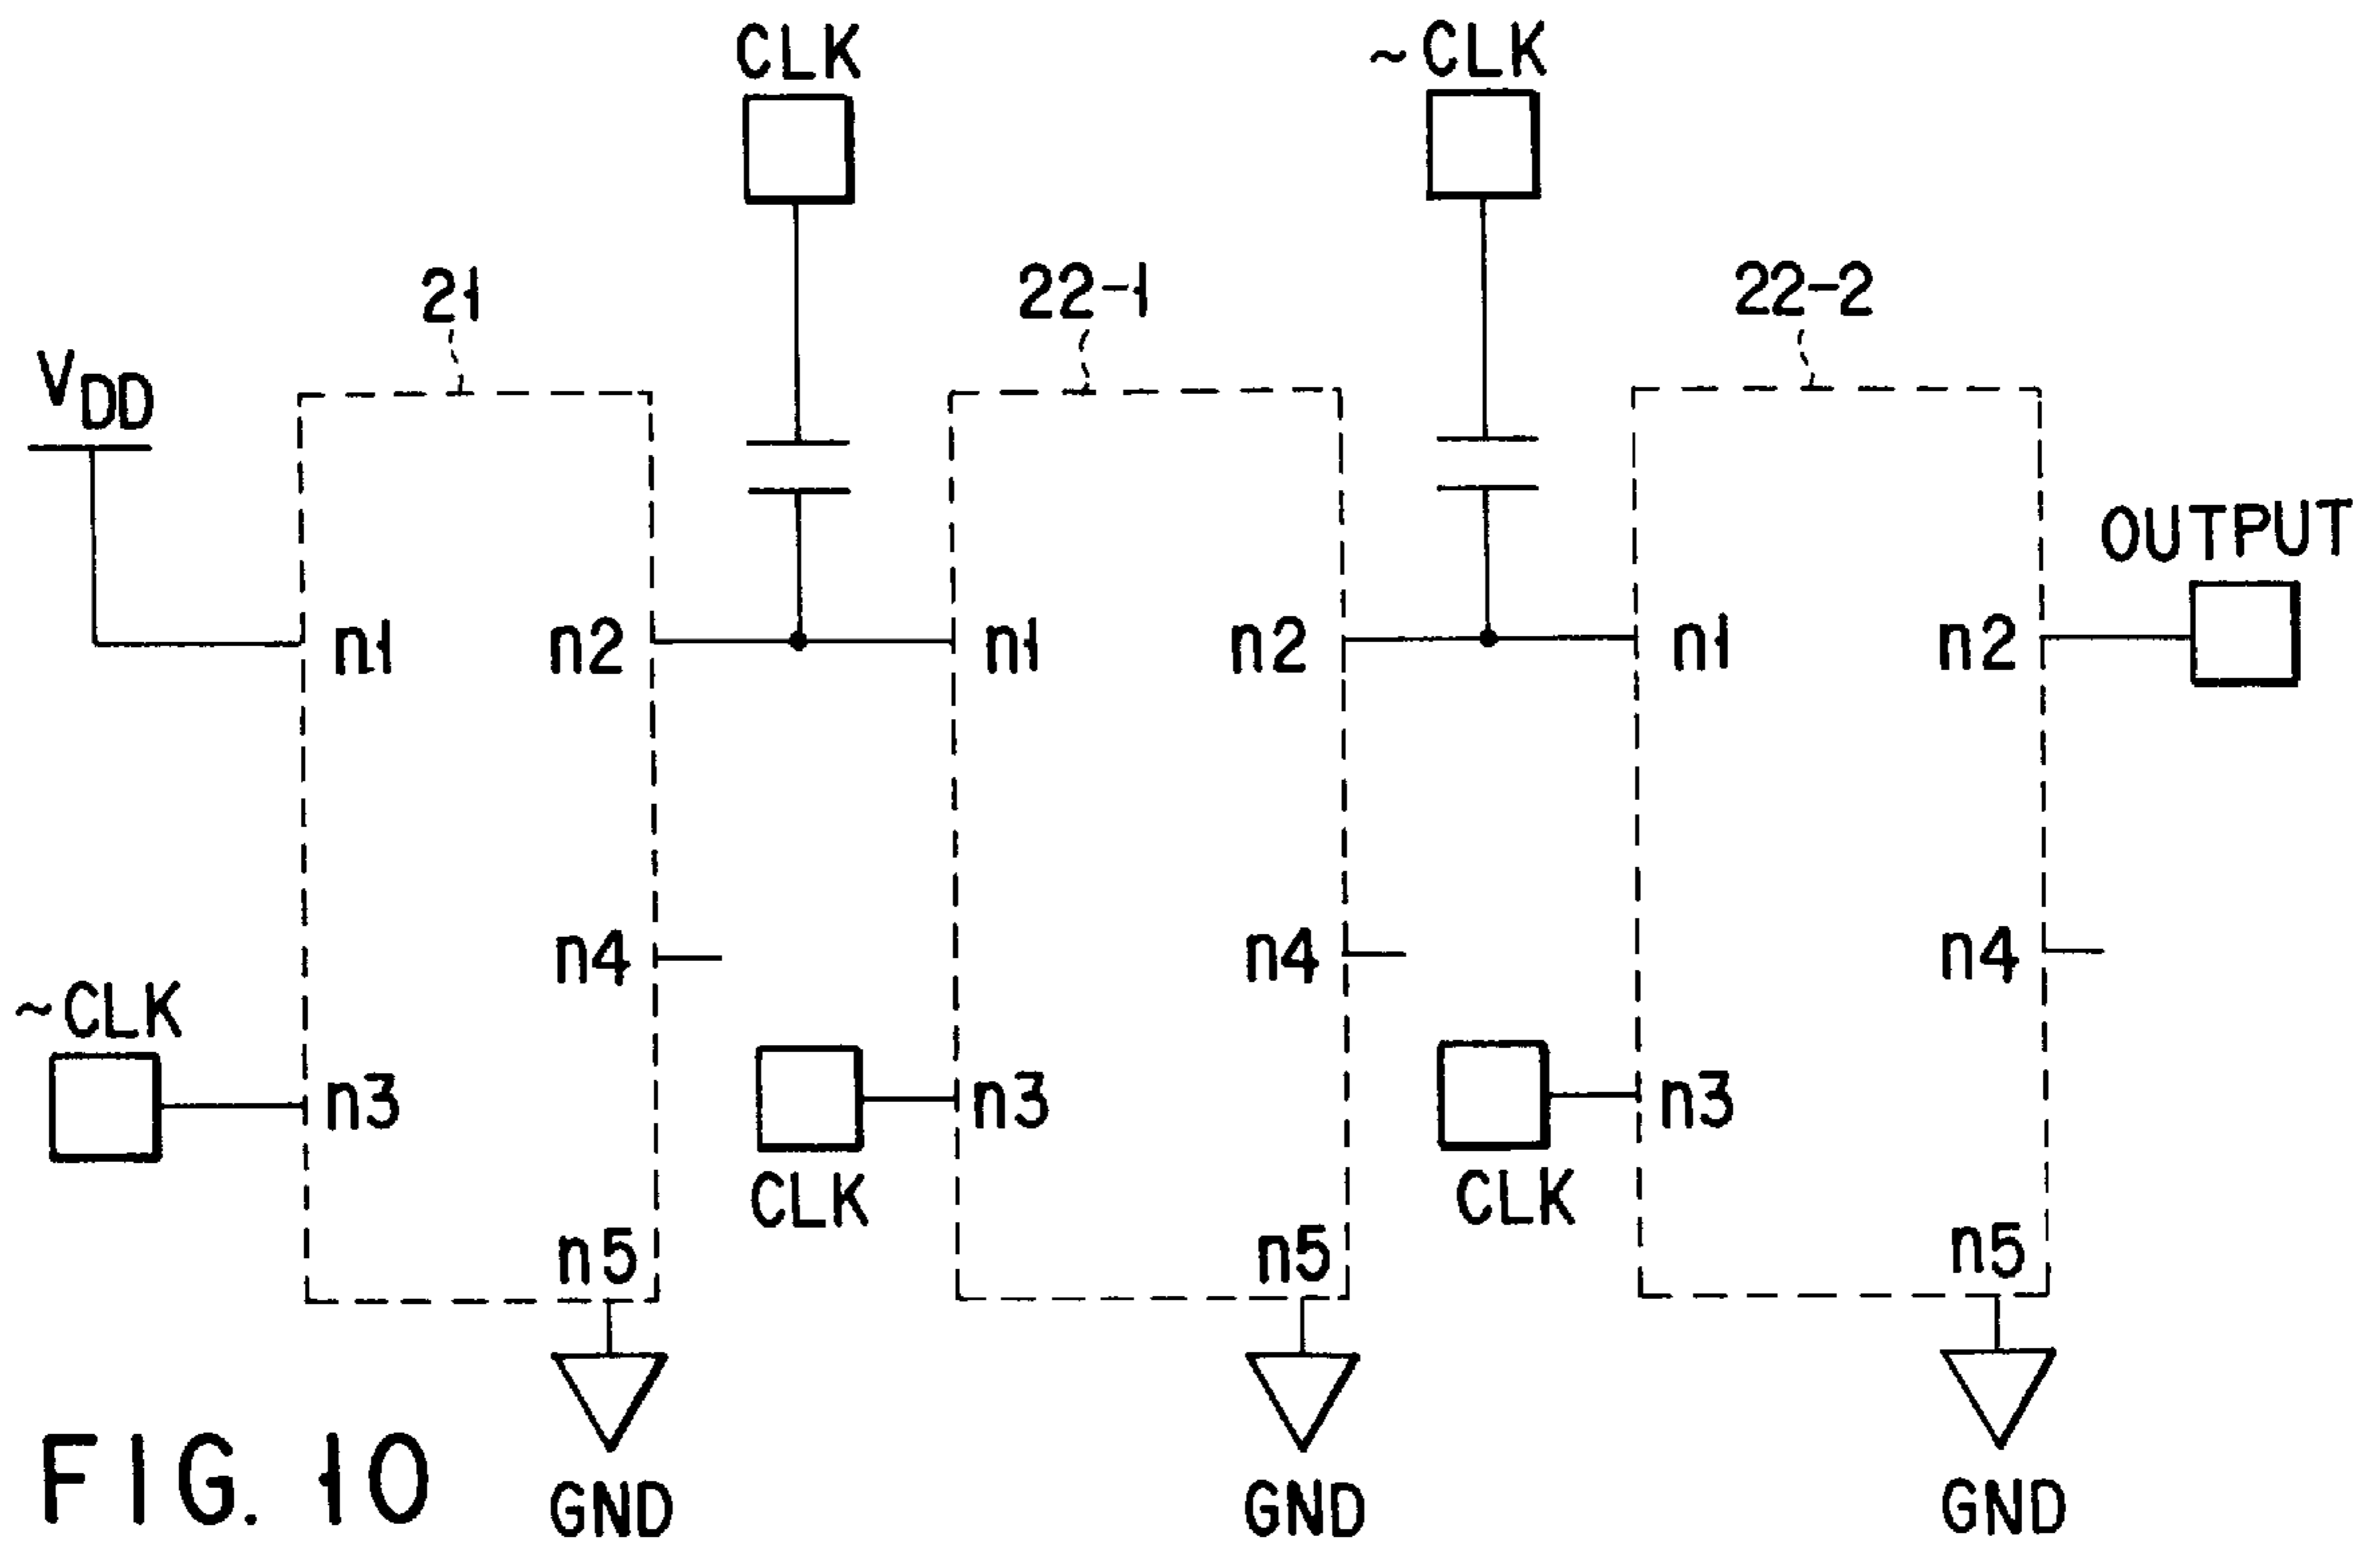 CLK
~CLK
21
22-1
22-2
VDD
OUTPUT
n1
n2
n1
n2
n1
n2
n4
n4
n4
~CLK
n3
n3
n3
CLK
CLK
n5
n5
n5
GND
GND
GND
FIG. 10